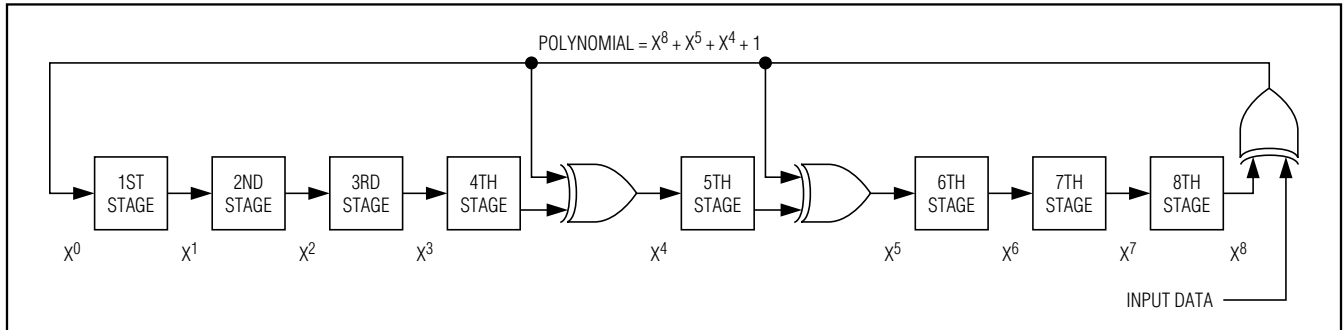 POLYNOMIAL = X⁸ + X⁵ + X⁴ + 1
1ST
STAGE
2ND
STAGE
3RD
STAGE
4TH
STAGE
5TH
STAGE
6TH
STAGE
7TH
STAGE
8TH
STAGE
X⁰ X¹ X² X³ X⁴ X⁵ X⁶ X⁷ X⁸
INPUT DATA